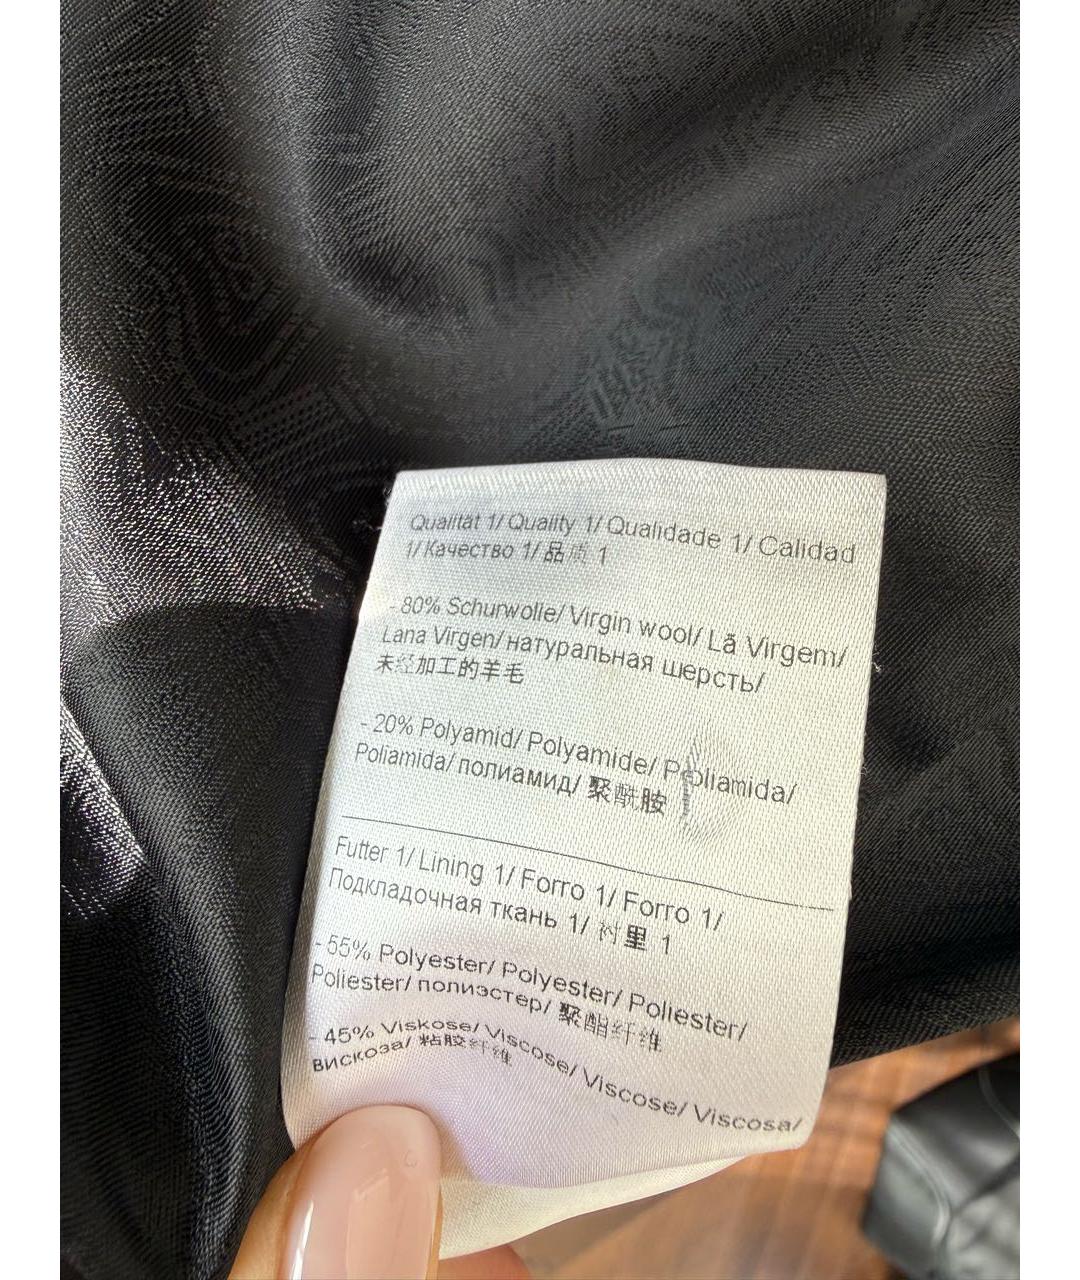 Qualität 1/ Quality 1/ Qualidade 1/ Calidad
1/ Качество 1/ 品质 1
- 80% Schurwolle/ Virgin wool/ Lã Virgem/
Lana Virgen/ натуральная шерсть/
未经加工的羊毛
- 20% Polyamid/ Polyamide/ Poliamida/
Poliamida/ полиамид/ 聚酰胺
Futter 1/ Lining 1/ Forro 1/ Forro 1/
Подкладочная ткань 1/ 衬里 1
- 55% Polyester/ Polyester/ Poliester/
Poliester/ полиэстер/ 聚酯纤维
- 45% Viskose/ Viscose/ Viscose/ Viscosa/
вискоза/ 粘胶纤维